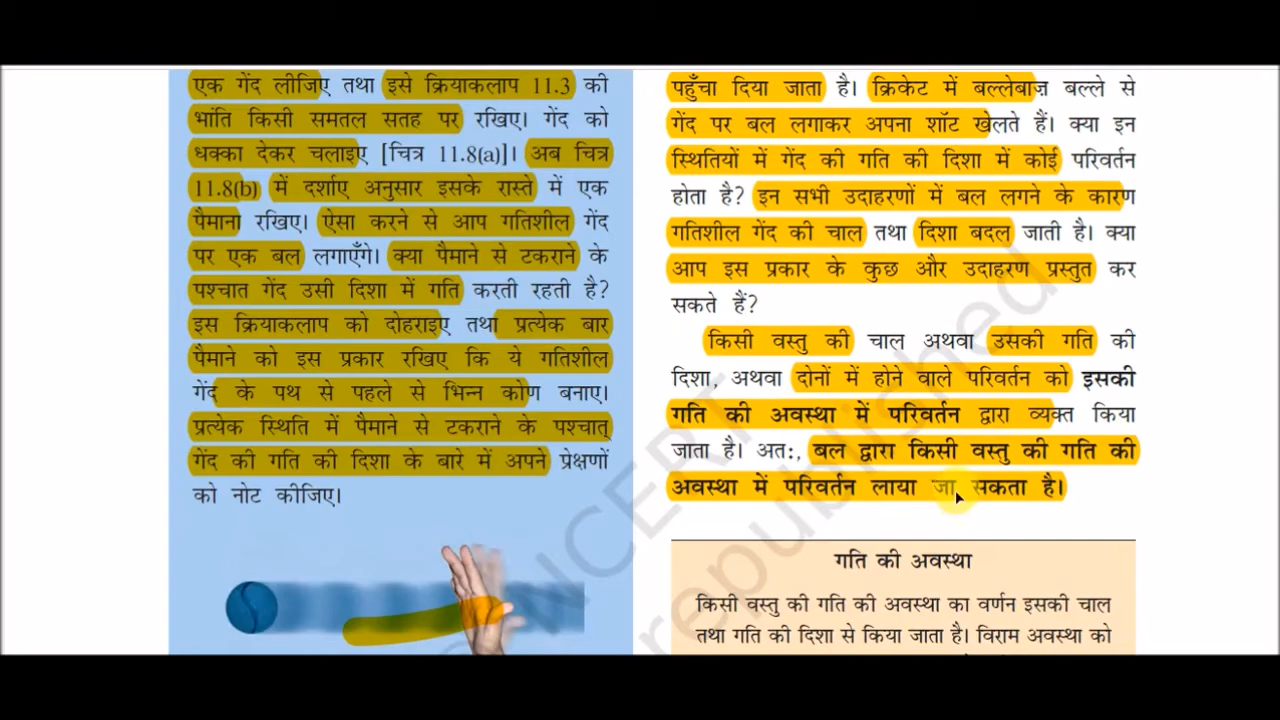 एक गेंद लीजिए तथा इसे क्रियाकलाप 11.3 की
भांति किसी समतल सतह पर रखिए। गेंद को
धक्का देकर चलाइए [चित्र 11.8(a)]। अब चित्र
11.8(b) में दर्शाए अनुसार इसके रास्ते में एक
पैमाना रखिए। ऐसा करने से आप गतिशील गेंद
पर एक बल लगाएँगे। क्या पैमाने से टकराने के
पश्चात गेंद उसी दिशा में गति करती रहती है?
इस क्रियाकलाप को दोहराइए तथा प्रत्येक बार
पैमाने को इस प्रकार रखिए कि ये गतिशील
गेंद के पथ से पहले से भिन्न कोण बनाए।
प्रत्येक स्थिति में पैमाने से टकराने के पश्चात्
गेंद की गति की दिशा के बारे में अपने प्रेक्षणों
को नोट कीजिए।
पहुँचा दिया जाता है। क्रिकेट में बल्लेबाज़ बल्ले से
गेंद पर बल लगाकर अपना शॉट खेलते हैं। क्या इन
स्थितियों में गेंद की गति की दिशा में कोई परिवर्तन
होता है? इन सभी उदाहरणों में बल लगने के कारण
गतिशील गेंद की चाल तथा दिशा बदल जाती है। क्या
आप इस प्रकार के कुछ और उदाहरण प्रस्तुत कर
सकते हैं?
किसी वस्तु की चाल अथवा उसकी गति की
दिशा, अथवा दोनों में होने वाले परिवर्तन को इसकी
गति की अवस्था में परिवर्तन द्वारा व्यक्त किया
जाता है। अतः, बल द्वारा किसी वस्तु की गति की
अवस्था में परिवर्तन लाया जा सकता है।
गति की अवस्था
किसी वस्तु की गति की अवस्था का वर्णन इसकी चाल
तथा गति की दिशा से किया जाता है। विराम अवस्था को
NCERT
republished